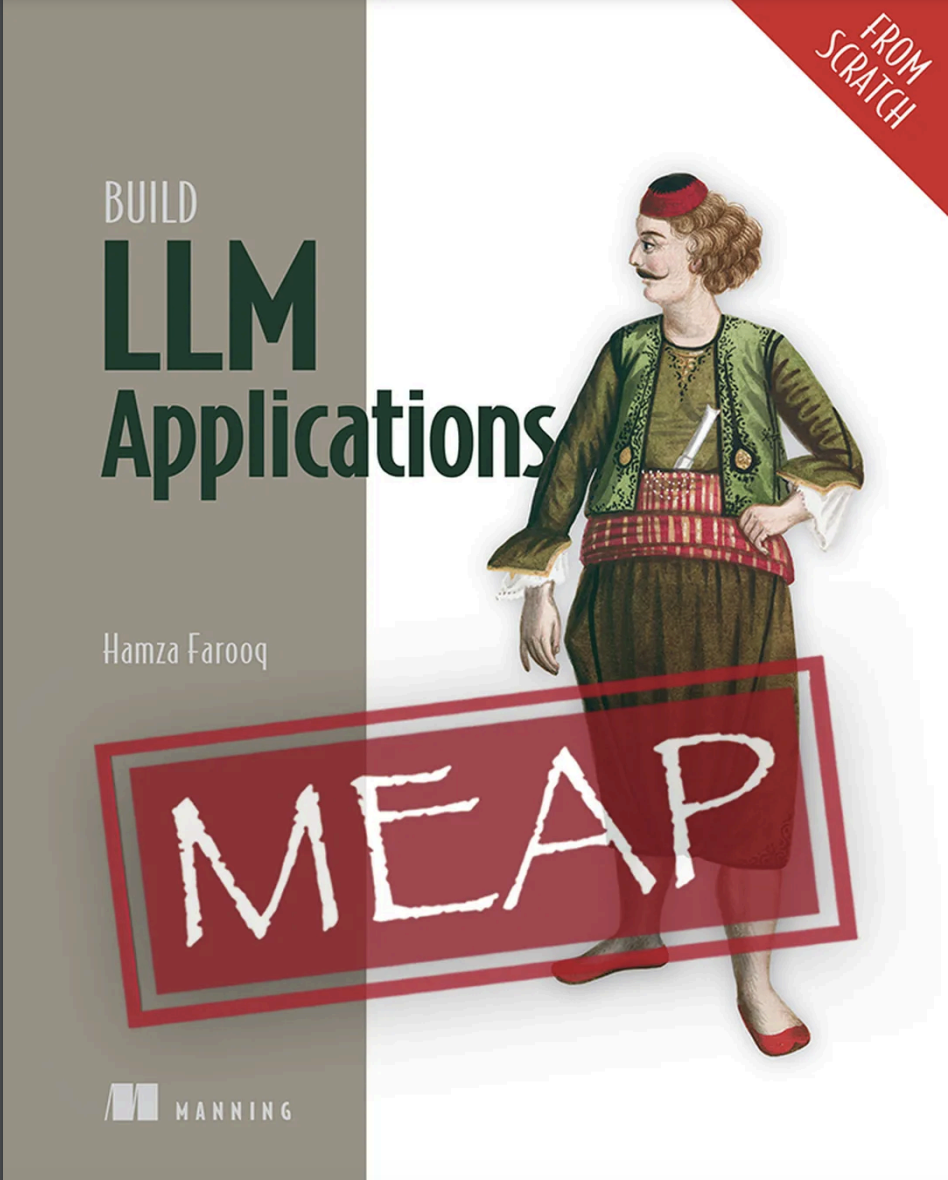 FROM
SCRATCH
BUILD
LLM
Applications
Hamza Farooq
MEAP
MANNING